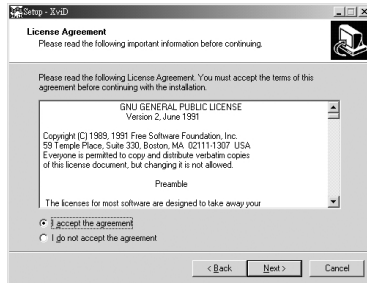 Setup - XviD
License Agreement
Please read the following important information before continuing.
Please read the following License Agreement. You must accept the terms of this
agreement before continuing with the installation.
GNU GENERAL PUBLIC LICENSE
Version 2, June 1991
Copyright (C) 1989, 1991 Free Software Foundation, Inc.
59 Temple Place, Suite 330, Boston, MA  02111-1307  USA
Everyone is permitted to copy and distribute verbatim copies
of this license document, but changing it is not allowed.
Preamble
The licenses for most software are designed to take away your
I accept the agreement
I do not accept the agreement
< Back
Next >
Cancel